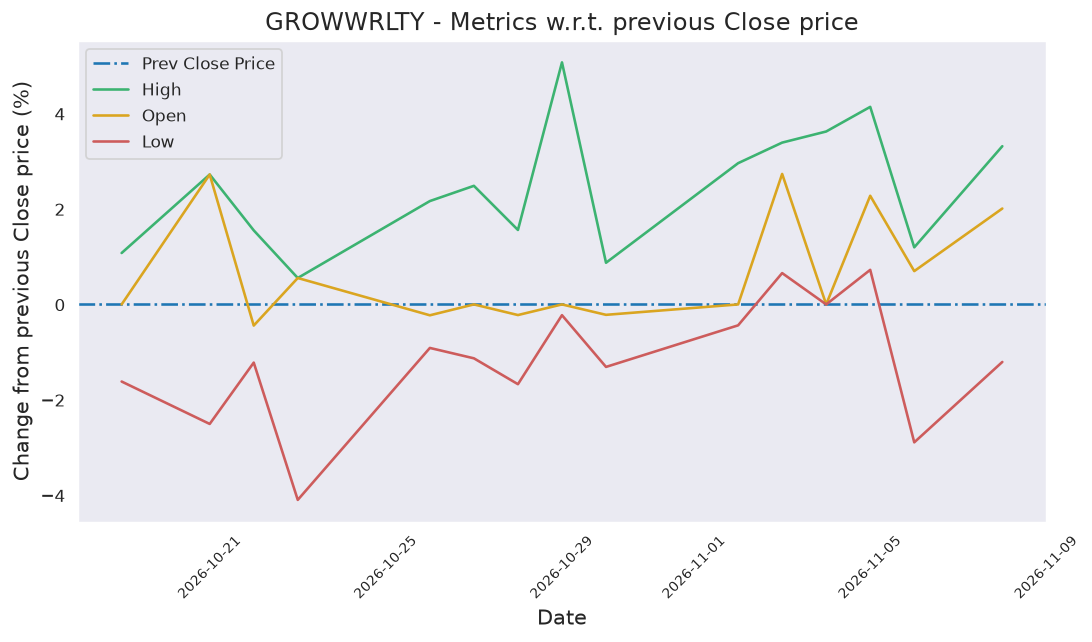 GROWWRLTY - Metrics w.r.t. previous Close price
Prev Close Price
High
Open
Low
Change from previous Close price (%)
4
2
0
−2
−4
2026-10-21
2026-10-25
2026-10-29
2026-11-01
2026-11-05
2026-11-09
Date